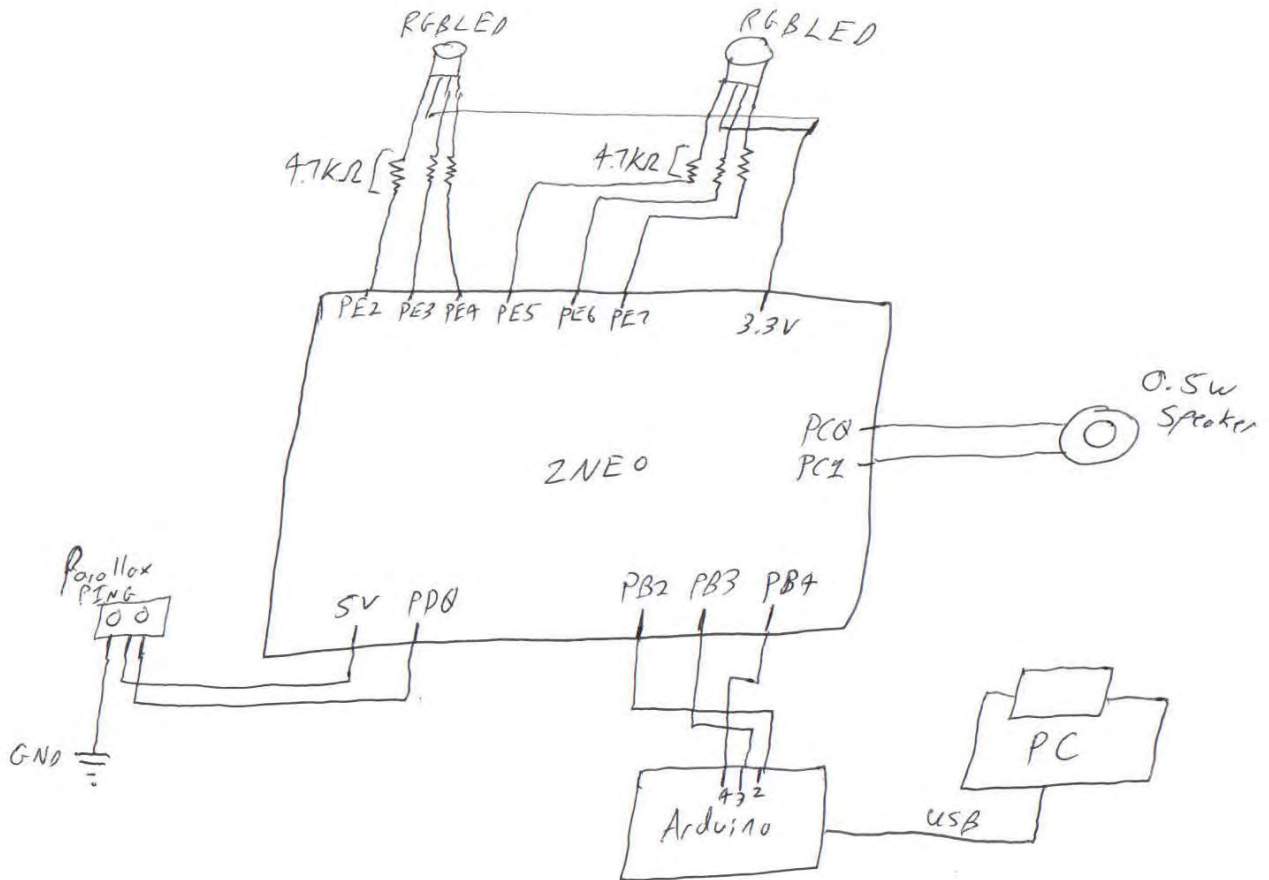 RGBLED
RGBLED
4.7KΩ
4.7KΩ
PE2 PE3 PE4 PE5 PE6 PE7 3.3V
0.5W
Speaker
PC0
PC1
ZNEO
Parallax
PING
5V PD0 PB2 PB3 PB4
GND
PC
4 3 2
Arduino
USB